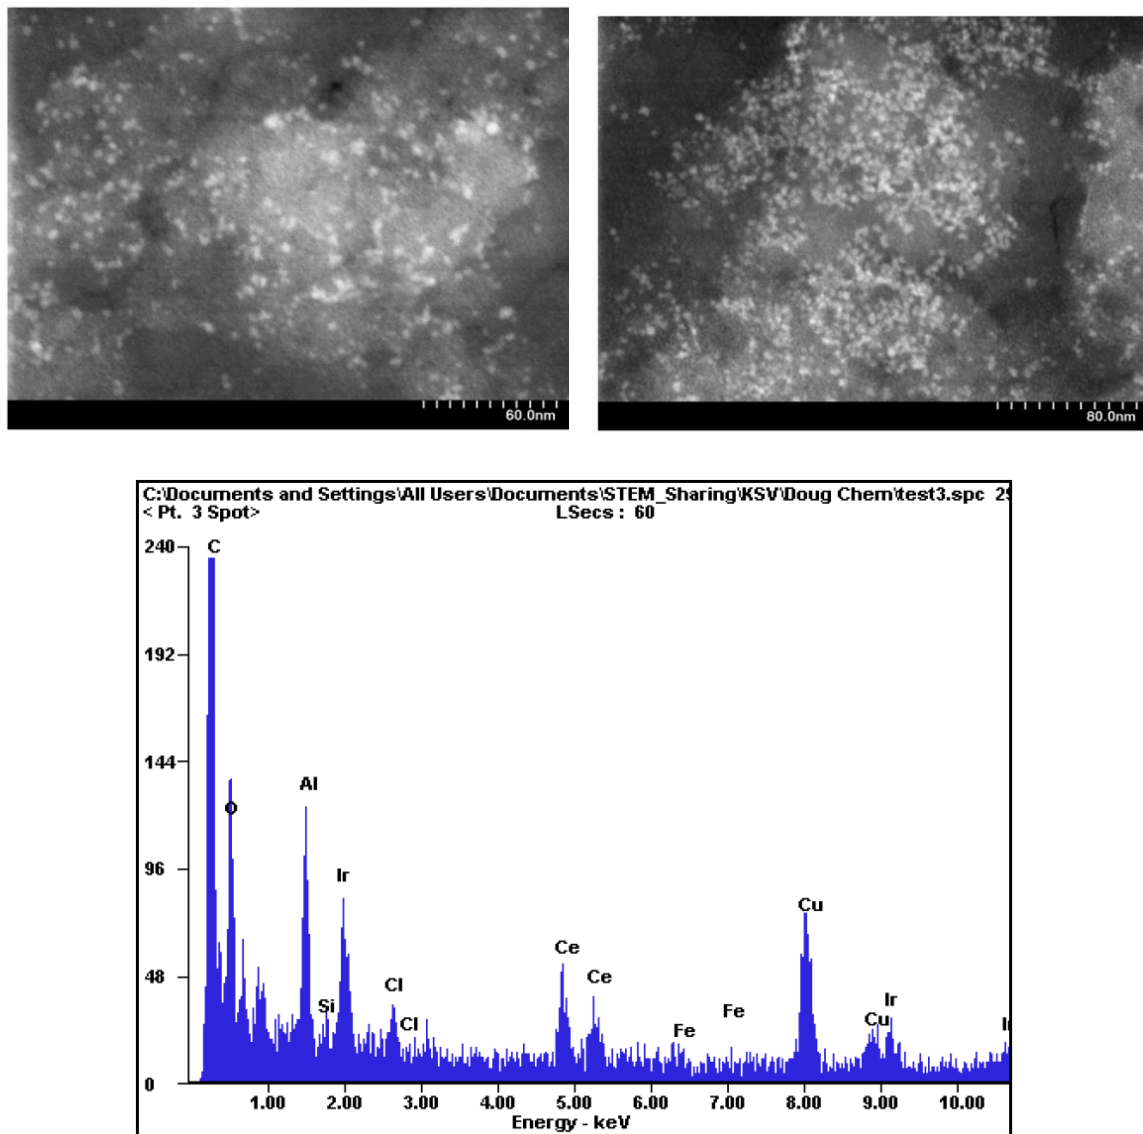 60.0nm
80.0nm
C:\Documents and Settings\All Users\Documents\STEM_Sharing\KSV\Doug Chem\test3.spc
< Pt. 3 Spot> LSecs : 60
240
C
192
144
Al
O
96
Ir
Cu
Ce
48
Ce
Cl
Ir
Si
Cl
Fe
Fe
Cu
0
1.00 2.00 3.00 4.00 5.00 6.00 7.00 8.00 9.00 10.00
Energy - keV